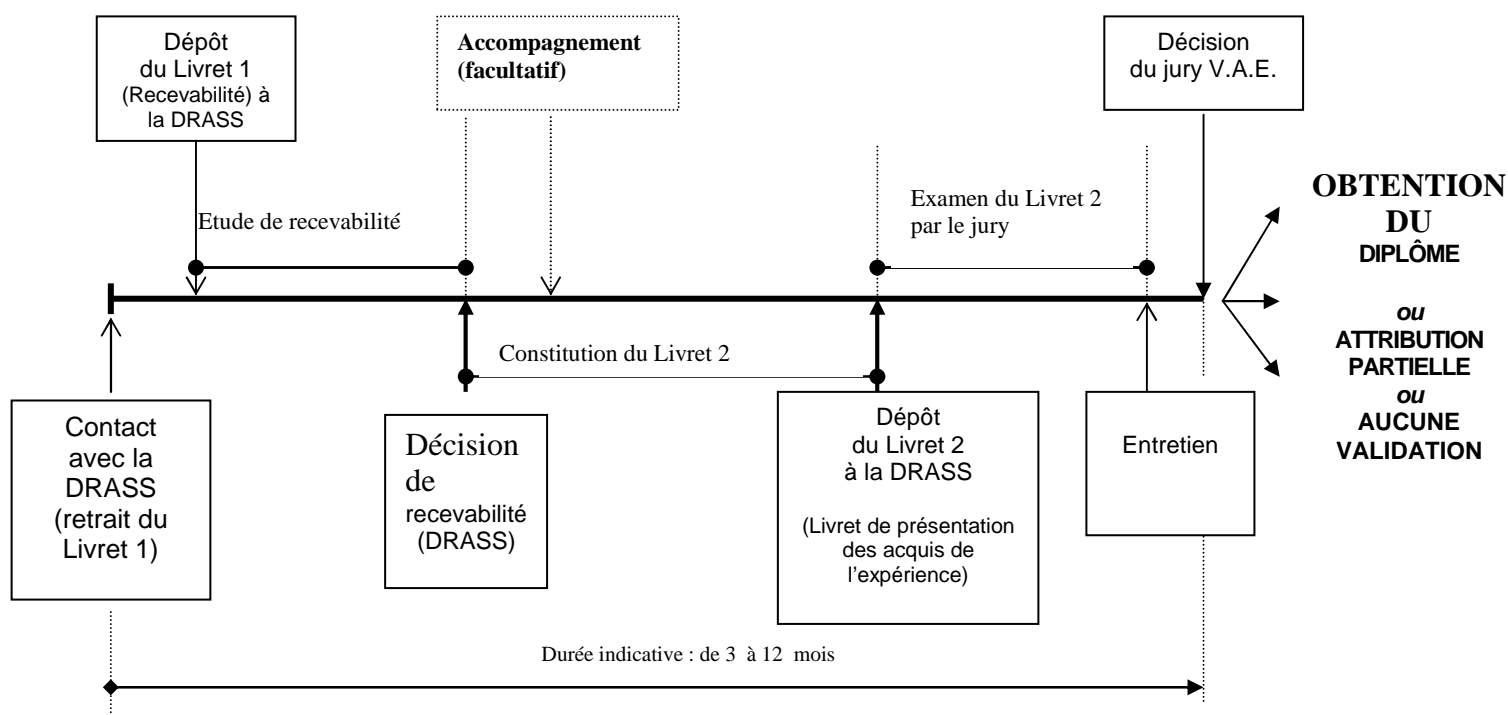 Dépôt
du Livret 1
(Recevabilité) à
la DRASS
Accompagnement
(facultatif)
Décision
du jury V.A.E.
Etude de recevabilité
Examen du Livret 2
par le jury
OBTENTION
DU
DIPLÔME
ou
ATTRIBUTION
PARTIELLE
ou
AUCUNE
VALIDATION
Constitution du Livret 2
Contact
avec la
DRASS
(retrait du
Livret 1)
Décision
de
recevabilité
(DRASS)
Dépôt
du Livret 2
à la DRASS
(Livret de présentation
des acquis de
l'expérience)
Entretien
Durée indicative : de 3 à 12 mois